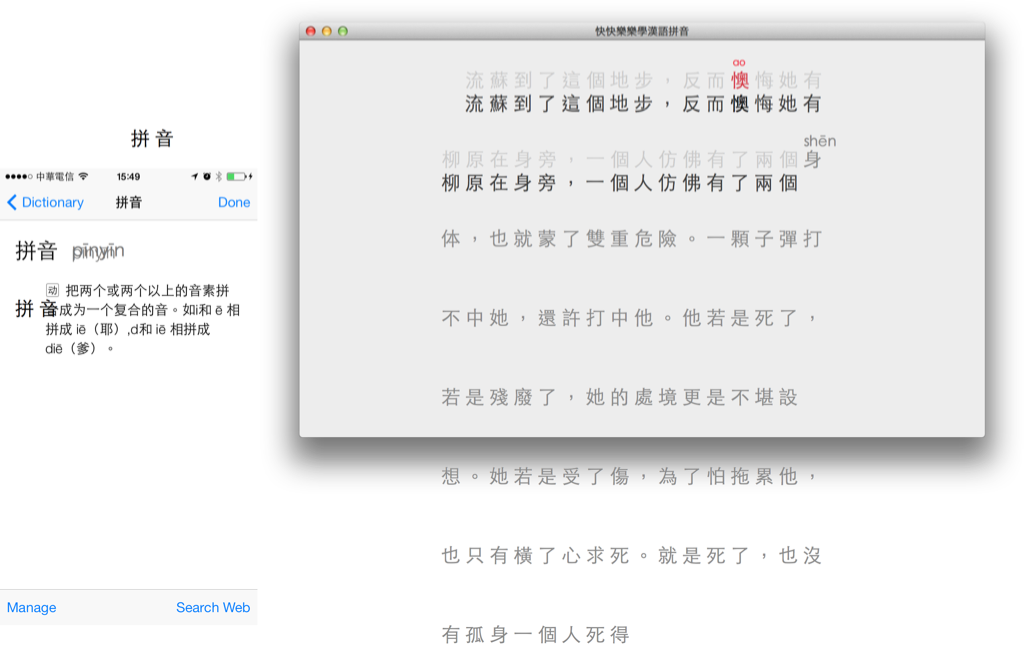 拼音
中華電信 15:49
Dictionary 拼音 Done
拼音 pīnyīn
动 把两个或两个以上的音素拼
拼音
成为一个复合的音。如i和 ê 相
拼成 iê（耶）,d和 iê 相拼成
diê（爹）。
Manage Search Web
快快樂樂學漢語拼音
ao
流蘇到了這個地步，反而懊悔她有
流蘇到了這個地步，反而懊悔她有
shēn
柳原在身旁，一個人仿佛有了兩個身
柳原在身旁，一個人仿佛有了兩個
体，也就蒙了雙重危險。一顆子彈打
不中她，還許打中他。他若是死了，
若是殘廢了，她的處境更是不堪設
想。她若是受了傷，為了怕拖累他，
也只有橫了心求死。就是死了，也沒
有孤身一個人死得